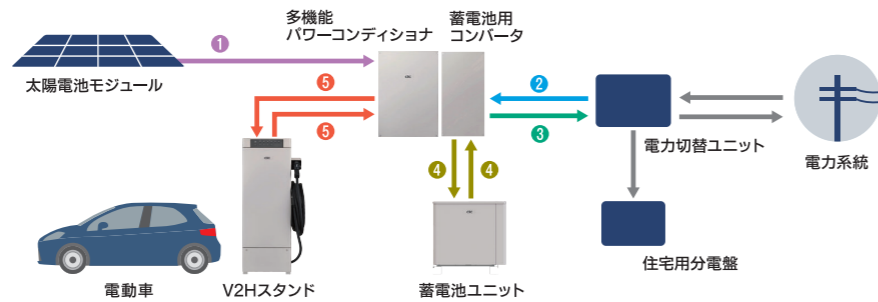 多機能
パワーコンディショナ
蓄電池用
コンバータ
1
太陽電池モジュール
5
5
2
3
電力切替ユニット
電力系統
4
4
住宅用分電盤
電動車
V2Hスタンド
蓄電池ユニット